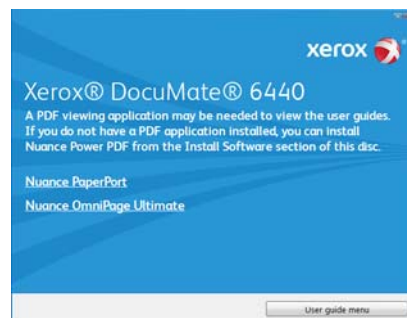 xerox
Xerox® DocuMate® 6440
A PDF viewing application may be needed to view the user guides.
If you do not have a PDF application installed, you can install
Nuance Power PDF from the Install Software section of this disc.
Nuance PaperPort
Nuance OmniPage Ultimate
User guide menu